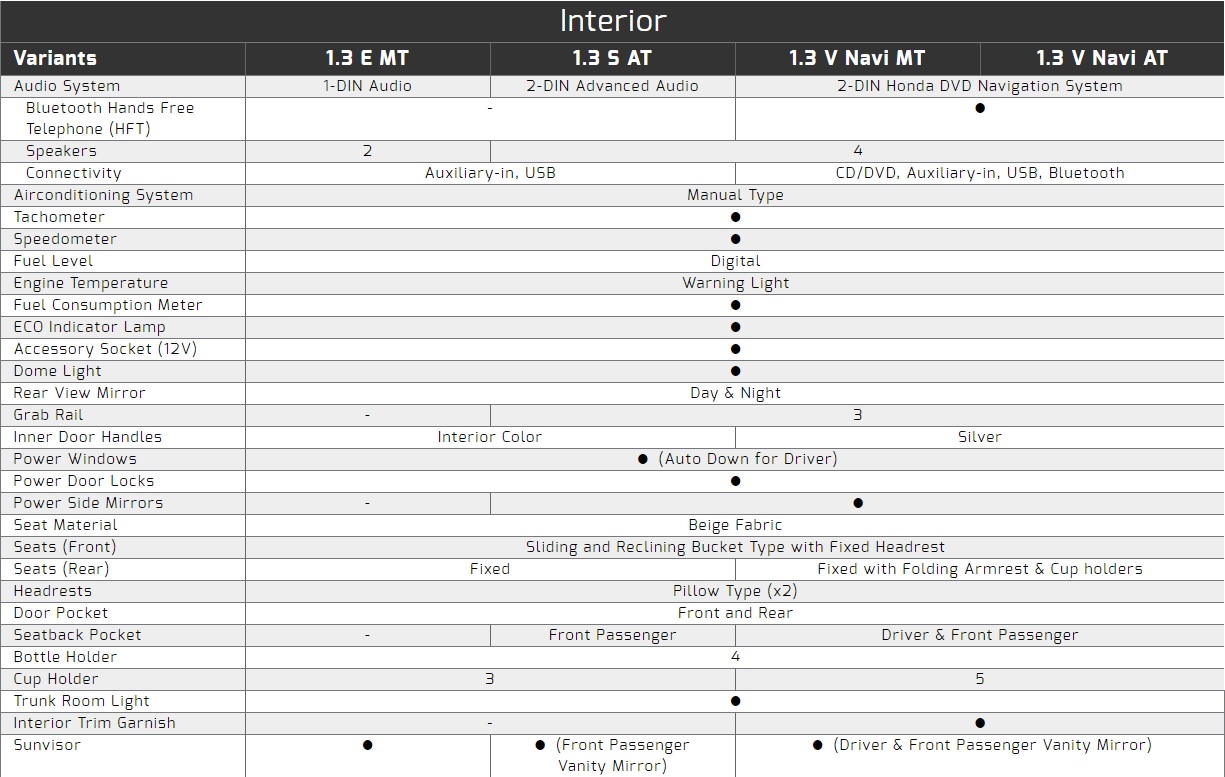 Interior
Variants 1.3 E MT 1.3 S AT 1.3 V Navi MT 1.3 V Navi AT
Audio System 1-DIN Audio 2-DIN Advanced Audio 2-DIN Honda DVD Navigation System
Bluetooth Hands Free - ●
Telephone (HFT)
Speakers 2 4
Connectivity Auxiliary-in, USB CD/DVD, Auxiliary-in, USB, Bluetooth
Airconditioning System Manual Type
Tachometer ●
Speedometer ●
Fuel Level Digital
Engine Temperature Warning Light
Fuel Consumption Meter ●
ECO Indicator Lamp ●
Accessory Socket (12V) ●
Dome Light ●
Rear View Mirror Day & Night
Grab Rail - 3
Inner Door Handles Interior Color Silver
Power Windows ● (Auto Down for Driver)
Power Door Locks ●
Power Side Mirrors - ●
Seat Material Beige Fabric
Seats (Front) Sliding and Reclining Bucket Type with Fixed Headrest
Seats (Rear) Fixed Fixed with Folding Armrest & Cup holders
Headrests Pillow Type (x2)
Door Pocket Front and Rear
Seatback Pocket - Front Passenger Driver & Front Passenger
Bottle Holder 4
Cup Holder 3 5
Trunk Room Light ●
Interior Trim Garnish - ●
Sunvisor ● ● (Front Passenger ● (Driver & Front Passenger Vanity Mirror)
Vanity Mirror)